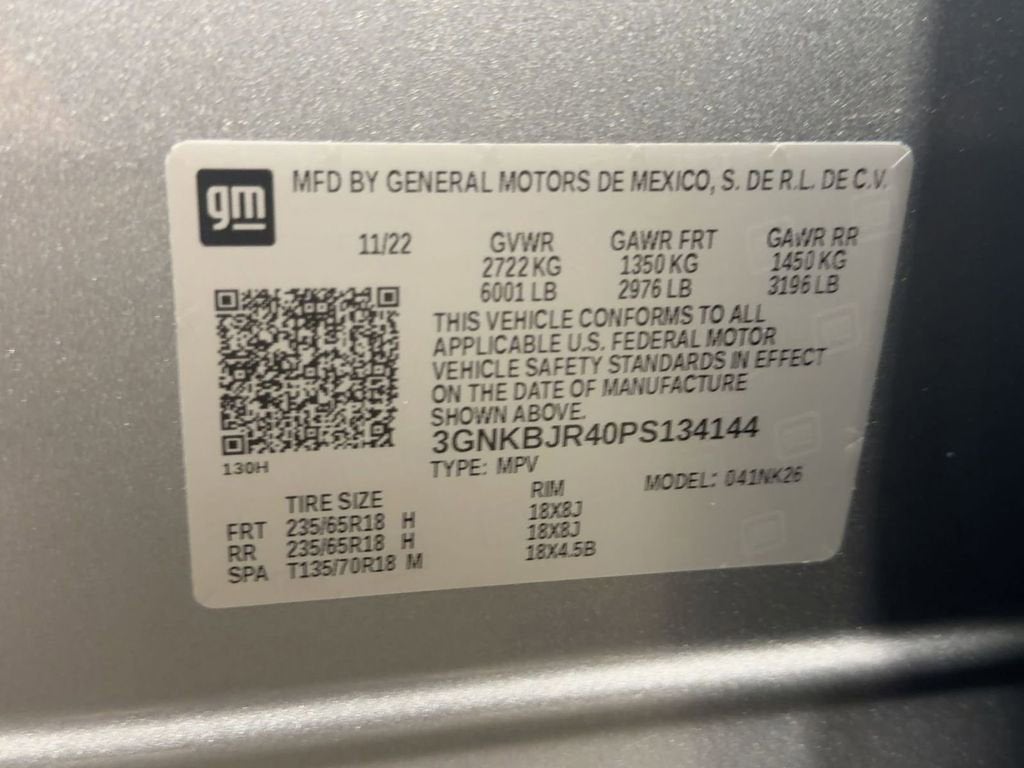 gm
MFD BY GENERAL MOTORS DE MEXICO, S. DE R.L. DE C.V.
11/22 GVWR GAWR FRT GAWR RR
2722 KG 1350 KG 1450 KG
6001 LB 2976 LB 3196 LB
THIS VEHICLE CONFORMS TO ALL
APPLICABLE U.S. FEDERAL MOTOR
VEHICLE SAFETY STANDARDS IN EFFECT
ON THE DATE OF MANUFACTURE
SHOWN ABOVE.
3GNKBJR40PS134144
130H
TYPE: MPV MODEL: 041NK26
TIRE SIZE RIM
FRT 235/65R18 H 18X8J
RR 235/65R18 H 18X8J
SPA T135/70R18 M 18X4.5B